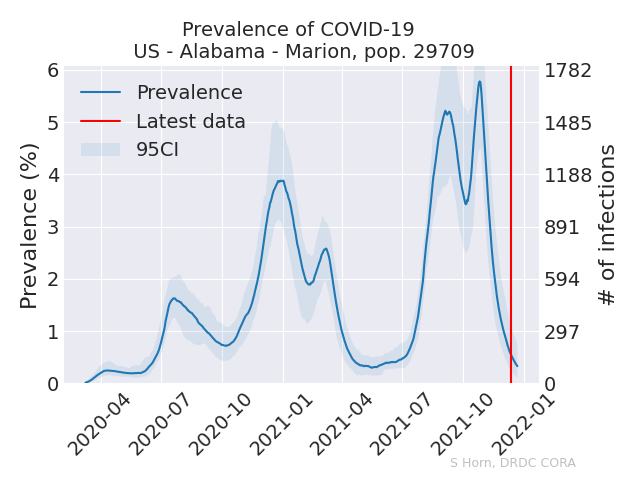 Prevalence of COVID-19
US - Alabama - Marion, pop. 29709
Prevalence
Latest data
95CI
Prevalence (%)
6
5
4
3
2
1
0
# of infections
1782
1485
1188
891
594
297
0
2020-04
2020-07
2020-10
2021-01
2021-04
2021-07
2021-10
2022-01
S Horn, DRDC CORA